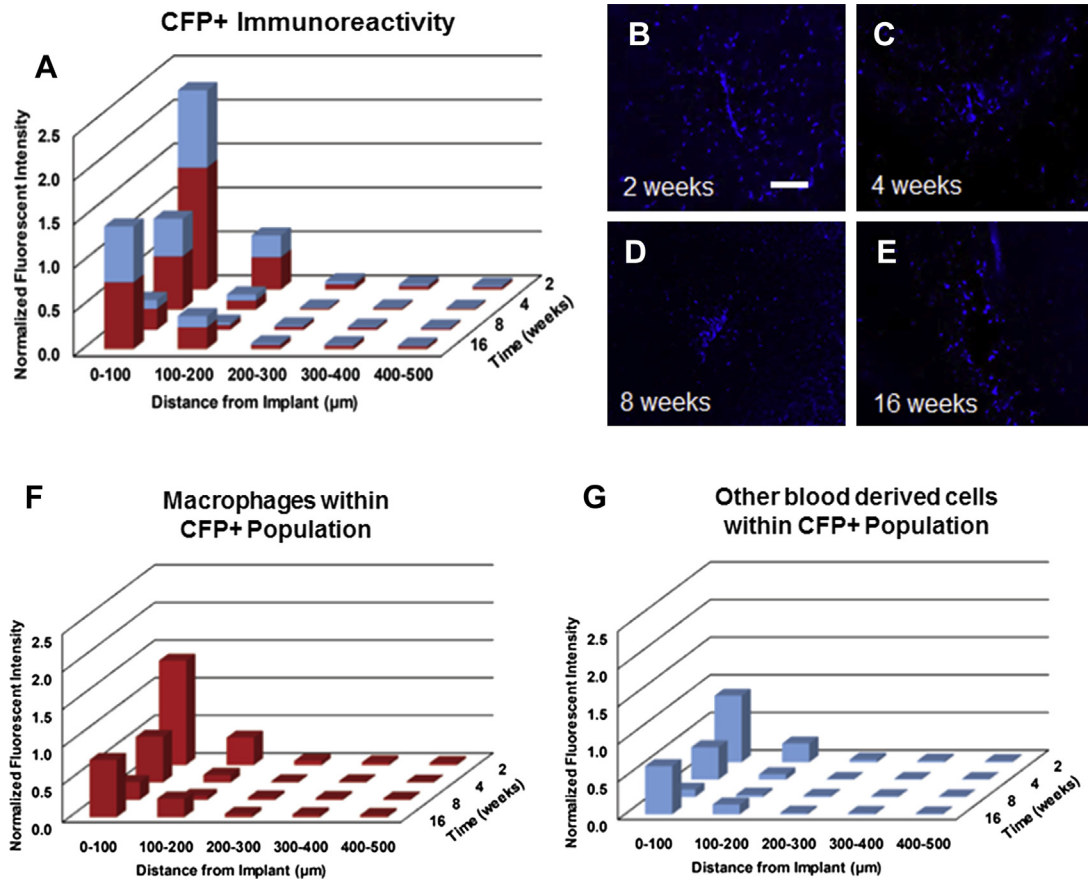 CFP+ Immunoreactivity
A
Normalized Fluorescent Intensity
2.5
2.0
1.5
1.0
0.5
0.0
0-100
100-200
200-300
300-400
400-500
Distance from Implant (µm)
2
4
8
16
Time (weeks)
B
2 weeks
C
4 weeks
D
8 weeks
E
16 weeks
F
Macrophages within
CFP+ Population
Normalized Fluorescent Intensity
2.5
2.0
1.5
1.0
0.5
0.0
0-100
100-200
200-300
300-400
400-500
Distance from Implant (µm)
2
4
8
16
Time (weeks)
G
Other blood derived cells
within CFP+ Population
Normalized Fluorescent Intensity
2.5
2.0
1.5
1.0
0.5
0.0
0-100
100-200
200-300
300-400
400-500
Distance from Implant (µm)
2
4
8
16
Time (weeks)